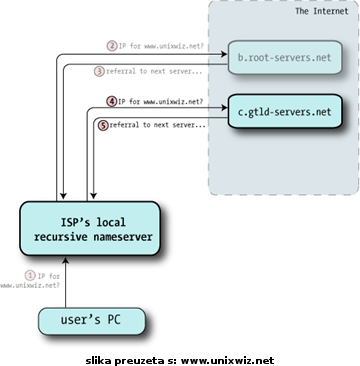 The Internet
② IP for www.unixwiz.net?
b.root-servers.net
③ referral to next server...
④ IP for www.unixwiz.net?
c.gtld-servers.net
⑤ referral to next server...
ISP's local
recursive nameserver
① IP for
www.unixwiz.net?
user's PC
slika preuzeta s: www.unixwiz.net